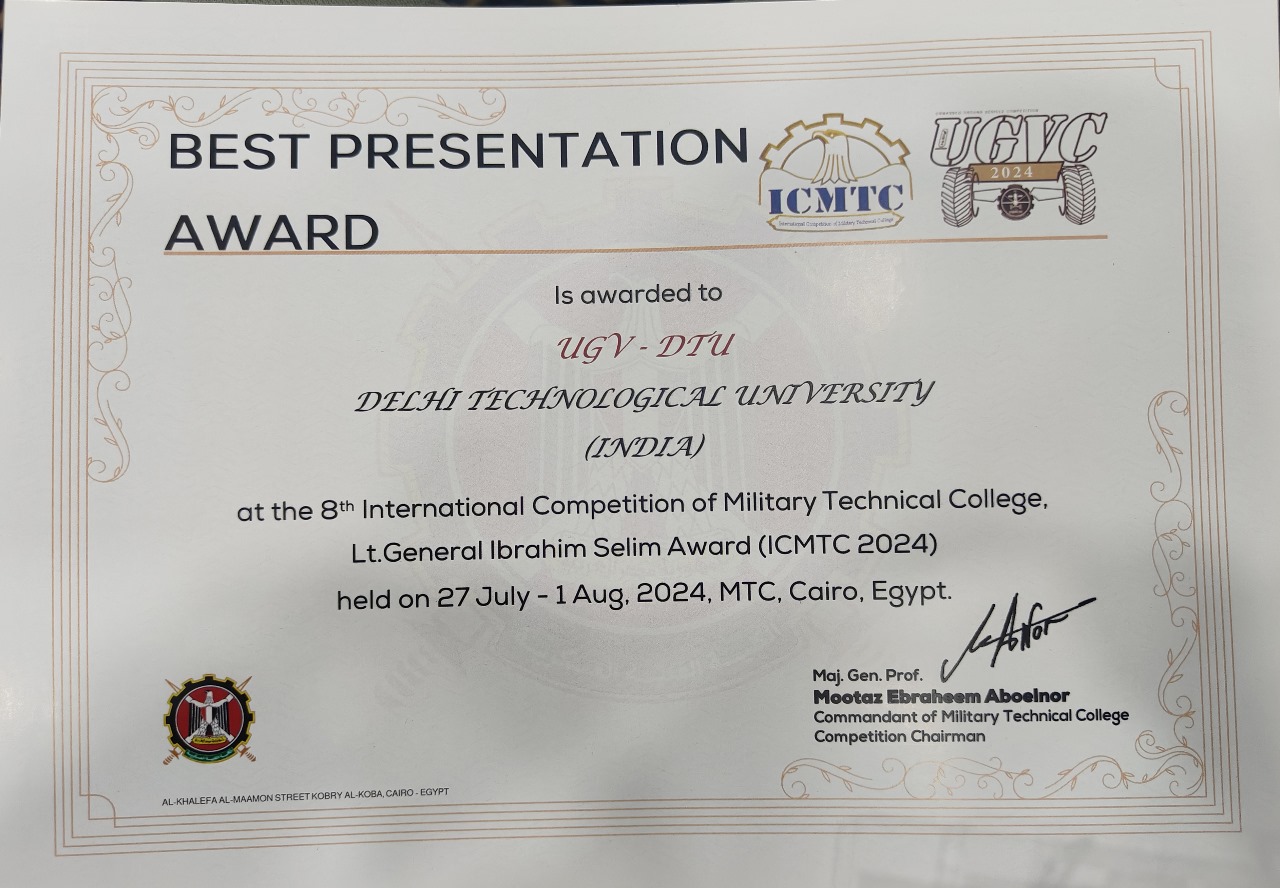 BEST PRESENTATION
AWARD
ICMTC
International Competition of Military Technical College
UGVC
2024
Is awarded to
UGV - DTU
DELHI TECHNOLOGICAL UNIVERSITY
(INDIA)
at the 8th International Competition of Military Technical College,
Lt.General Ibrahim Selim Award (ICMTC 2024)
held on 27 July - 1 Aug, 2024, MTC, Cairo, Egypt.
Maj. Gen. Prof.
Mootaz Ebraheem Aboelnor
Commandant of Military Technical College
Competition Chairman
AL-KHALEFA AL-MAAMON STREET KOBRY AL-KOBA, CAIRO - EGYPT